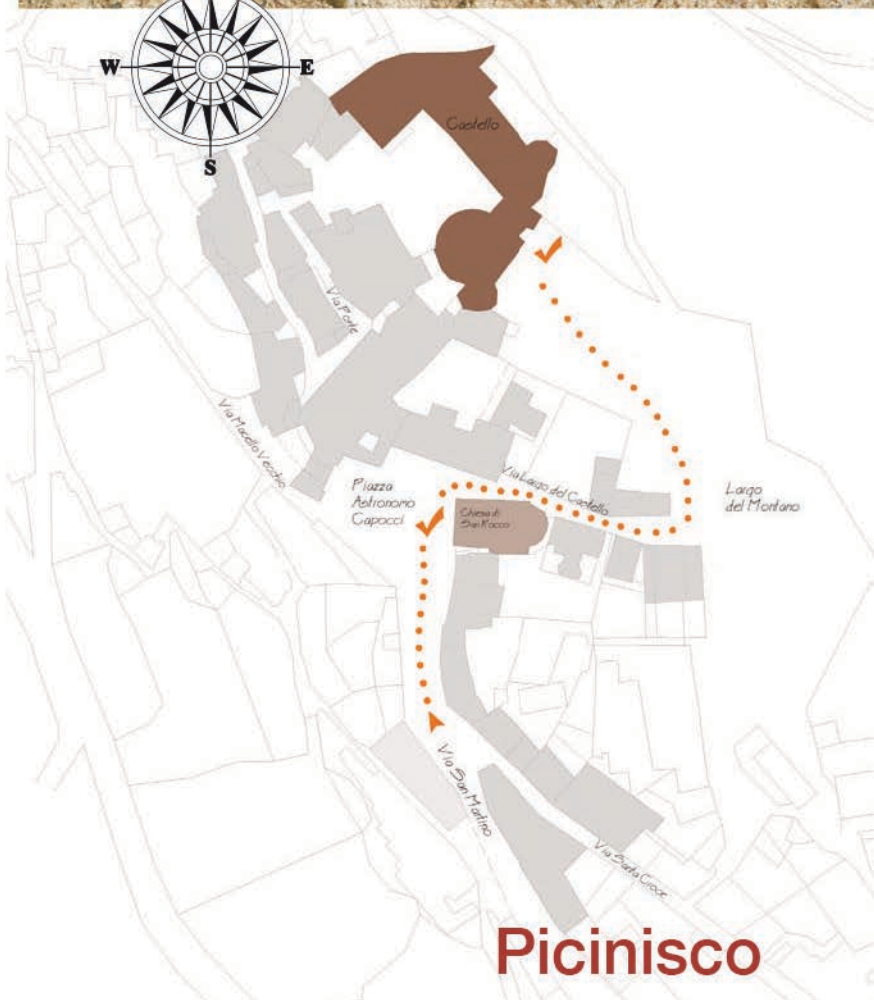 W
E
S
Castello
Via Forte
Via Macello Vecchio
Piazza
Astronomo
Capocci
Via Largo del Castello
Chiesa di
San Rocco
Largo
del Montano
Via San Martino
Via Santa Croce
Picinisco